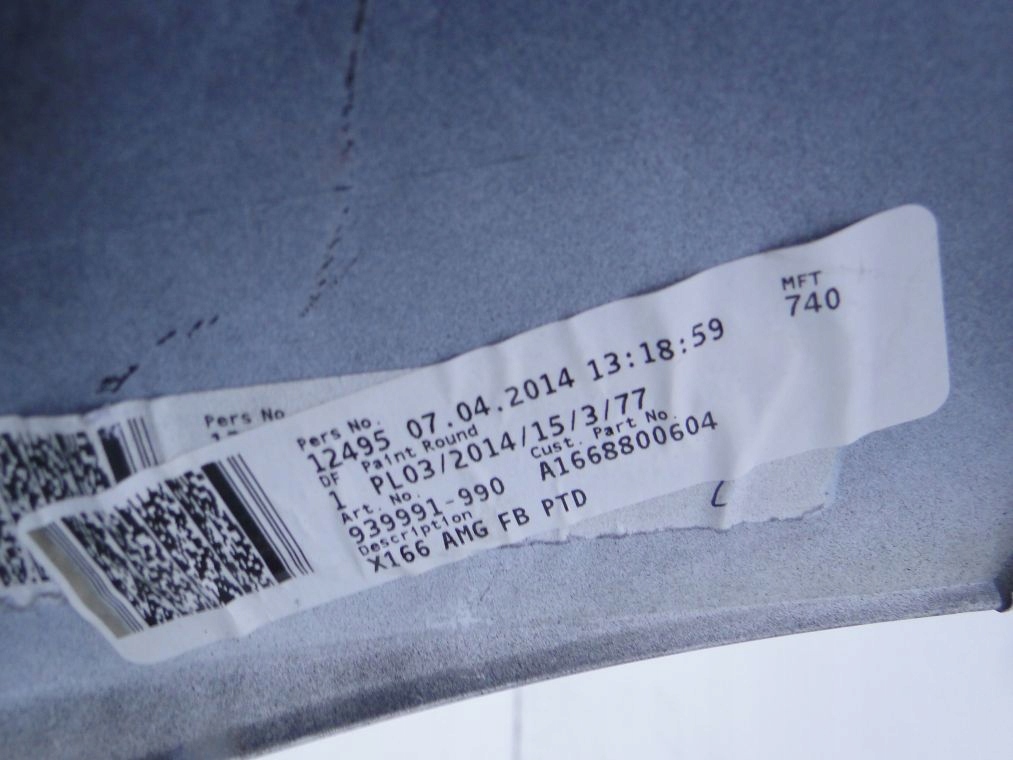 Pers No
MFT
740
Pers No.
12495 07.04.2014 13:18:59
DF Paint Round
1 PL03/2014/15/3/77
Art. No. Cust. Part No.
939991-990 A1668800604
Description
X166 AMG FB PTD